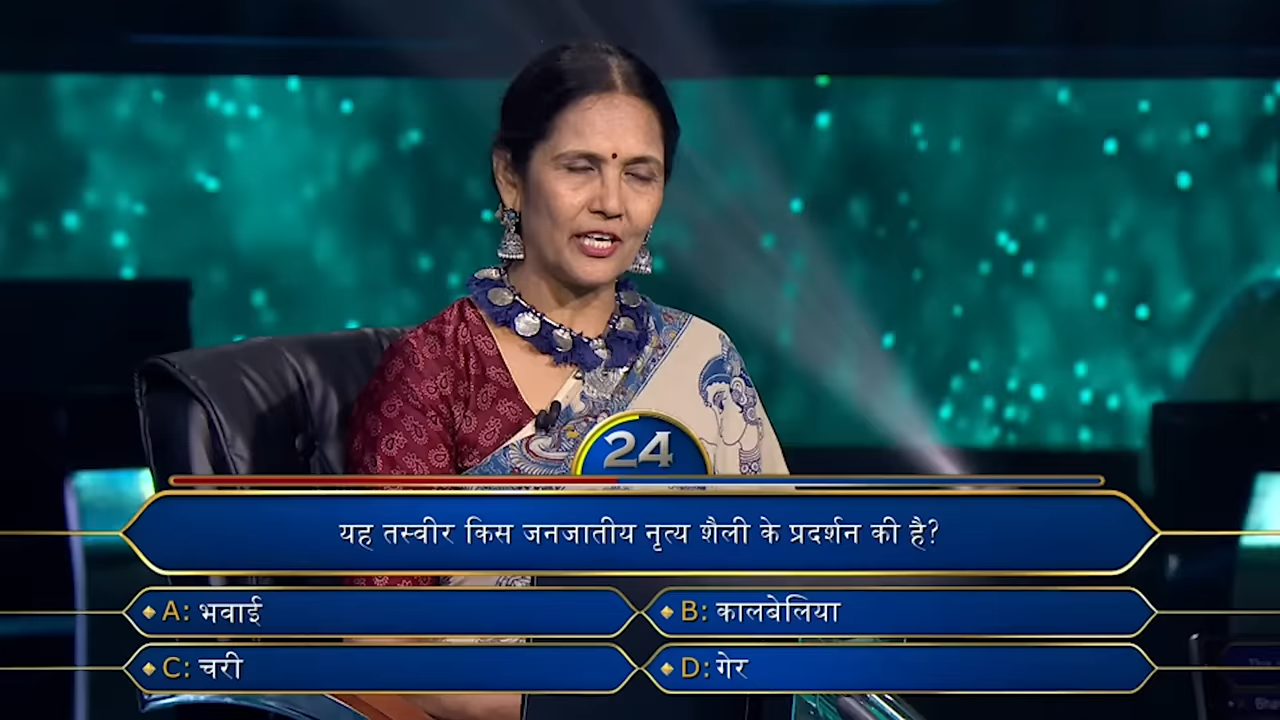 24
यह तस्वीर किस जनजातीय नृत्य शैली के प्रदर्शन की है?
A: भवाई
B: कालबेलिया
C: चरी
D: गेर